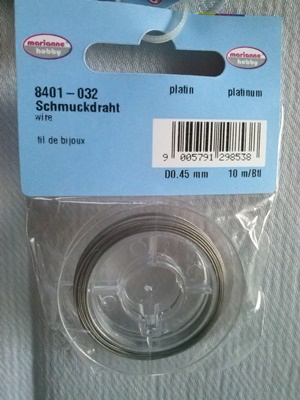 marianne
hobby
marianne
hobby
8401-032
platin
platinum
Schmuckdraht
wire
fil de bijoux
9 005791 298538
D0.45 mm
10 m/Btl